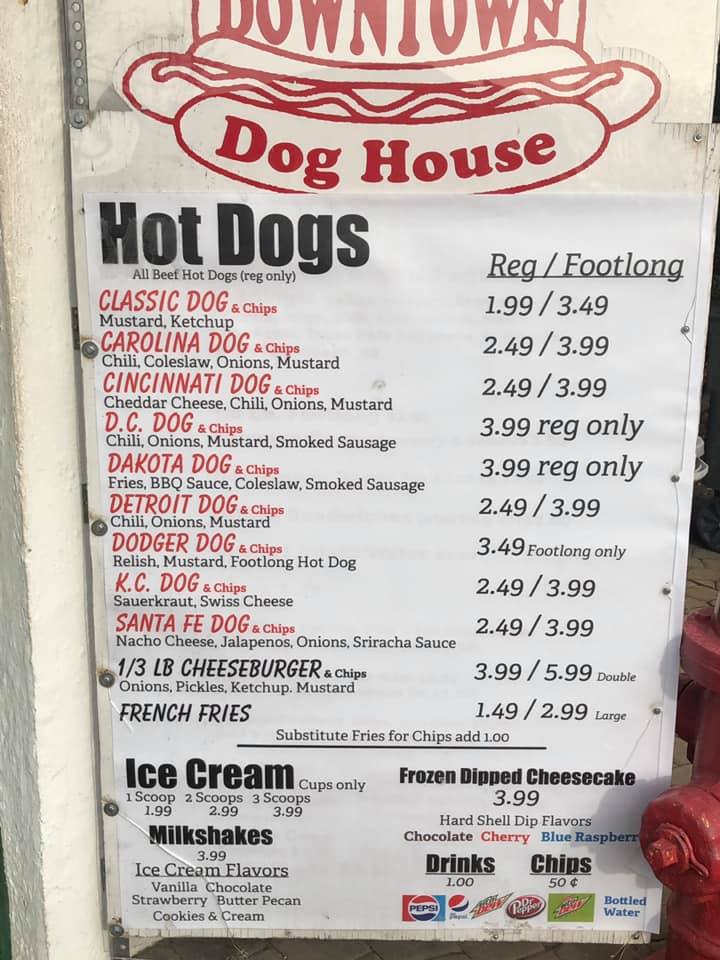 DOWNTOWN
Dog House
Hot Dogs
All Beef Hot Dogs (reg only)
Reg / Footlong
CLASSIC DOG & Chips 1.99 / 3.49
Mustard, Ketchup
CAROLINA DOG & Chips 2.49 / 3.99
Chili, Coleslaw, Onions, Mustard
CINCINNATI DOG & Chips 2.49 / 3.99
Cheddar Cheese, Chili, Onions, Mustard
D.C. DOG & Chips 3.99 reg only
Chili, Onions, Mustard, Smoked Sausage
DAKOTA DOG & Chips 3.99 reg only
Fries, BBQ Sauce, Coleslaw, Smoked Sausage
DETROIT DOG & Chips 2.49 / 3.99
Chili, Onions, Mustard
DODGER DOG & Chips 3.49 Footlong only
Relish, Mustard, Footlong Hot Dog
K.C. DOG & Chips 2.49 / 3.99
Sauerkraut, Swiss Cheese
SANTA FE DOG & Chips 2.49 / 3.99
Nacho Cheese, Jalapenos, Onions, Sriracha Sauce
1/3 LB CHEESEBURGER & Chips 3.99 / 5.99 Double
Onions, Pickles, Ketchup. Mustard
FRENCH FRIES 1.49 / 2.99 Large
Substitute Fries for Chips add 1.00
Ice Cream Cups only
1 Scoop 2 Scoops 3 Scoops
1.99 2.99 3.99
Milkshakes
3.99
Ice Cream Flavors
Vanilla Chocolate
Strawberry Butter Pecan
Cookies & Cream
Frozen Dipped Cheesecake
3.99
Hard Shell Dip Flavors
Chocolate Cherry Blue Raspberr
Drinks Chips
1.00 50 ¢
PEPSI Dr Pepper Bottled
Water